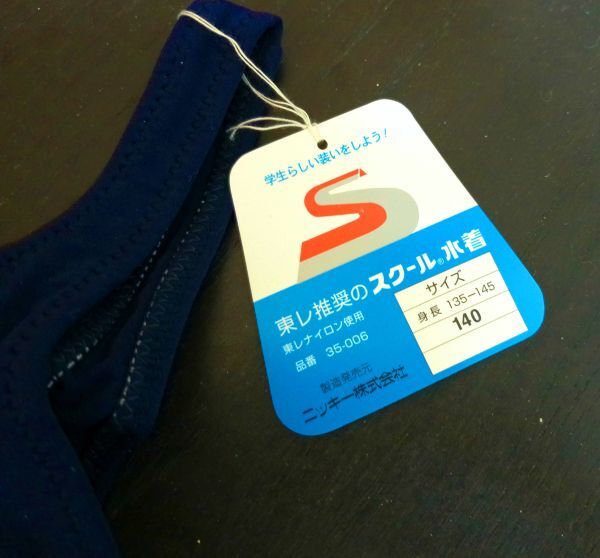 学生らしい装いをしよう！
東レ推奨のスクール®水着
東レナイロン使用
品番 35-006
サイズ
身長 135-145
140
製造発売元
ニッキー株式会社